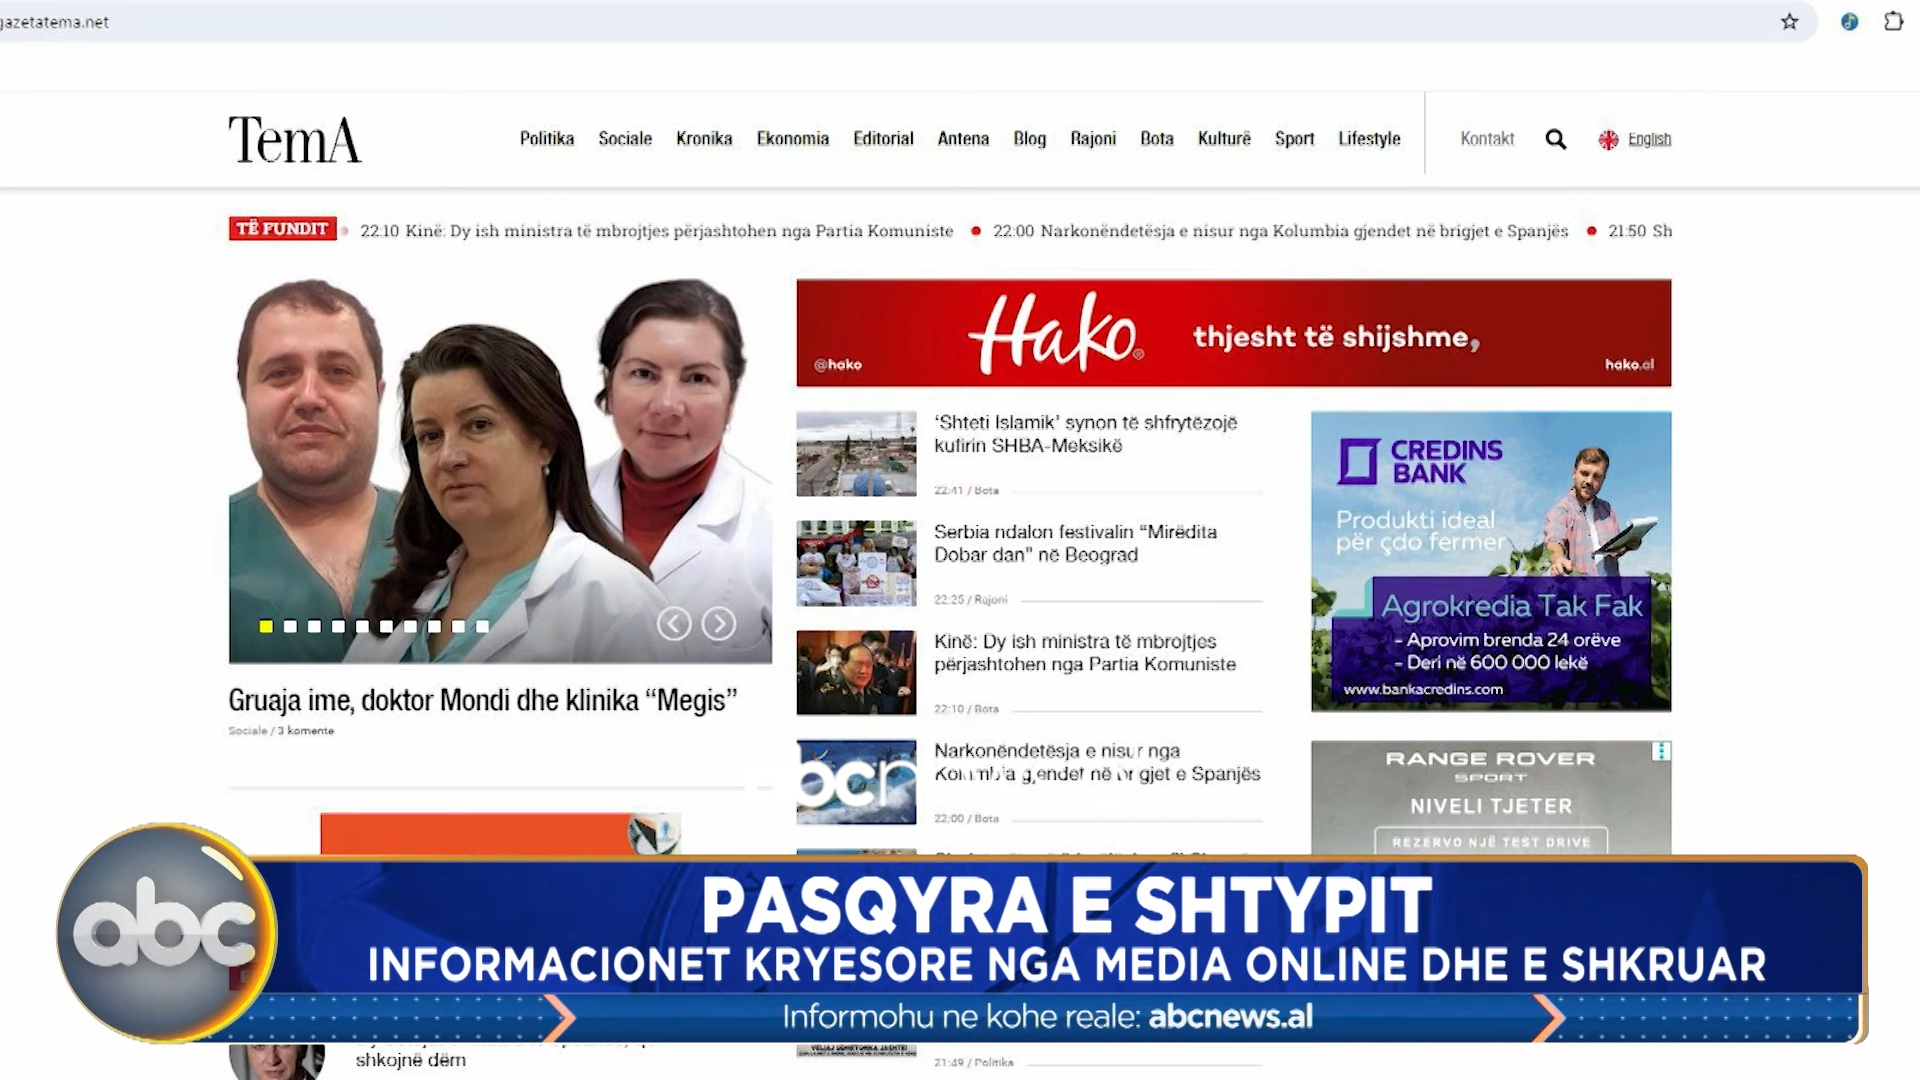 gazetatema.net
TemA
Politika Sociale Kronika Ekonomia Editorial Antena Blog Rajoni Bota Kulturë Sport Lifestyle Kontakt English
TË FUNDIT 22:10 Kinë: Dy ish ministra të mbrojtjes përjashtohen nga Partia Komuniste 22:00 Narkonëndetësja e nisur nga Kolumbia gjendet në brigjet e Spanjës 21:50 Sh
Gruaja ime, doktor Mondi dhe klinika “Megis”
Sociale / 3 komente
Hako® thjesht të shijshme,
@hako hako.al
‘Shteti Islamik’ synon të shfrytëzojë
kufirin SHBA-Meksikë
22:41 / Bota
Serbia ndalon festivalin “Mirëdita
Dobar dan" në Beograd
22:25 / Rajoni
Kinë: Dy ish ministra të mbrojtjes
përjashtohen nga Partia Komuniste
22:10 / Bota
Narkonëndetësja e nisur nga
Kolumbia gjendet në brigjet e Spanjës
22:00 / Bota
CREDINS
BANK
Produkti ideal
për çdo fermer
Agrokredia Tak Fak
- Aprovim brenda 24 orëve
- Deri në 600 000 lekë
www.bankacredins.com
RANGE ROVER
SPORT
NIVELI TJETER
REZERVO NJË TEST DRIVE
abc
PASQYRA E SHTYPIT
INFORMACIONET KRYESORE NGA MEDIA ONLINE DHE E SHKRUAR
Informohu ne kohe reale: abcnews.al
shkojnë dëm
21:49 / Politika